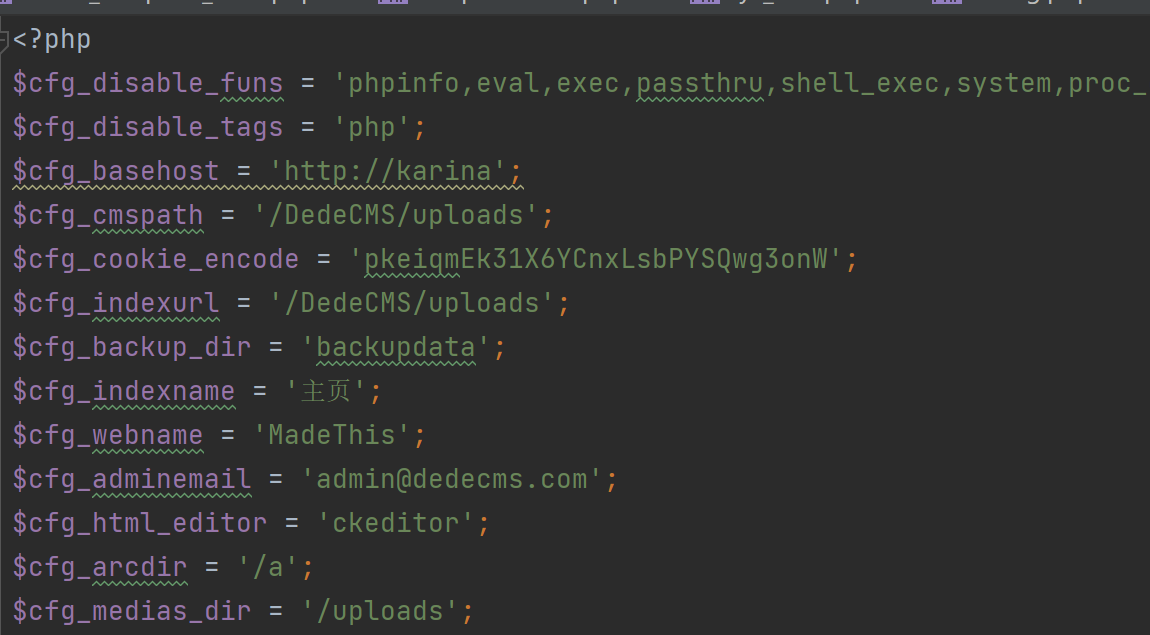 <?php
$cfg_disable_funs = 'phpinfo,eval,exec,passthru,shell_exec,system,proc_
$cfg_disable_tags = 'php';
$cfg_basehost = 'http://karina';
$cfg_cmspath = '/DedeCMS/uploads';
$cfg_cookie_encode = 'pkeiqmEk31X6YCnxLsbPYSQwg3onW';
$cfg_indexurl = '/DedeCMS/uploads';
$cfg_backup_dir = 'backupdata';
$cfg_indexname = '主页';
$cfg_webname = 'MadeThis';
$cfg_adminemail = 'admin@dedecms.com';
$cfg_html_editor = 'ckeditor';
$cfg_arcdir = '/a';
$cfg_medias_dir = '/uploads';